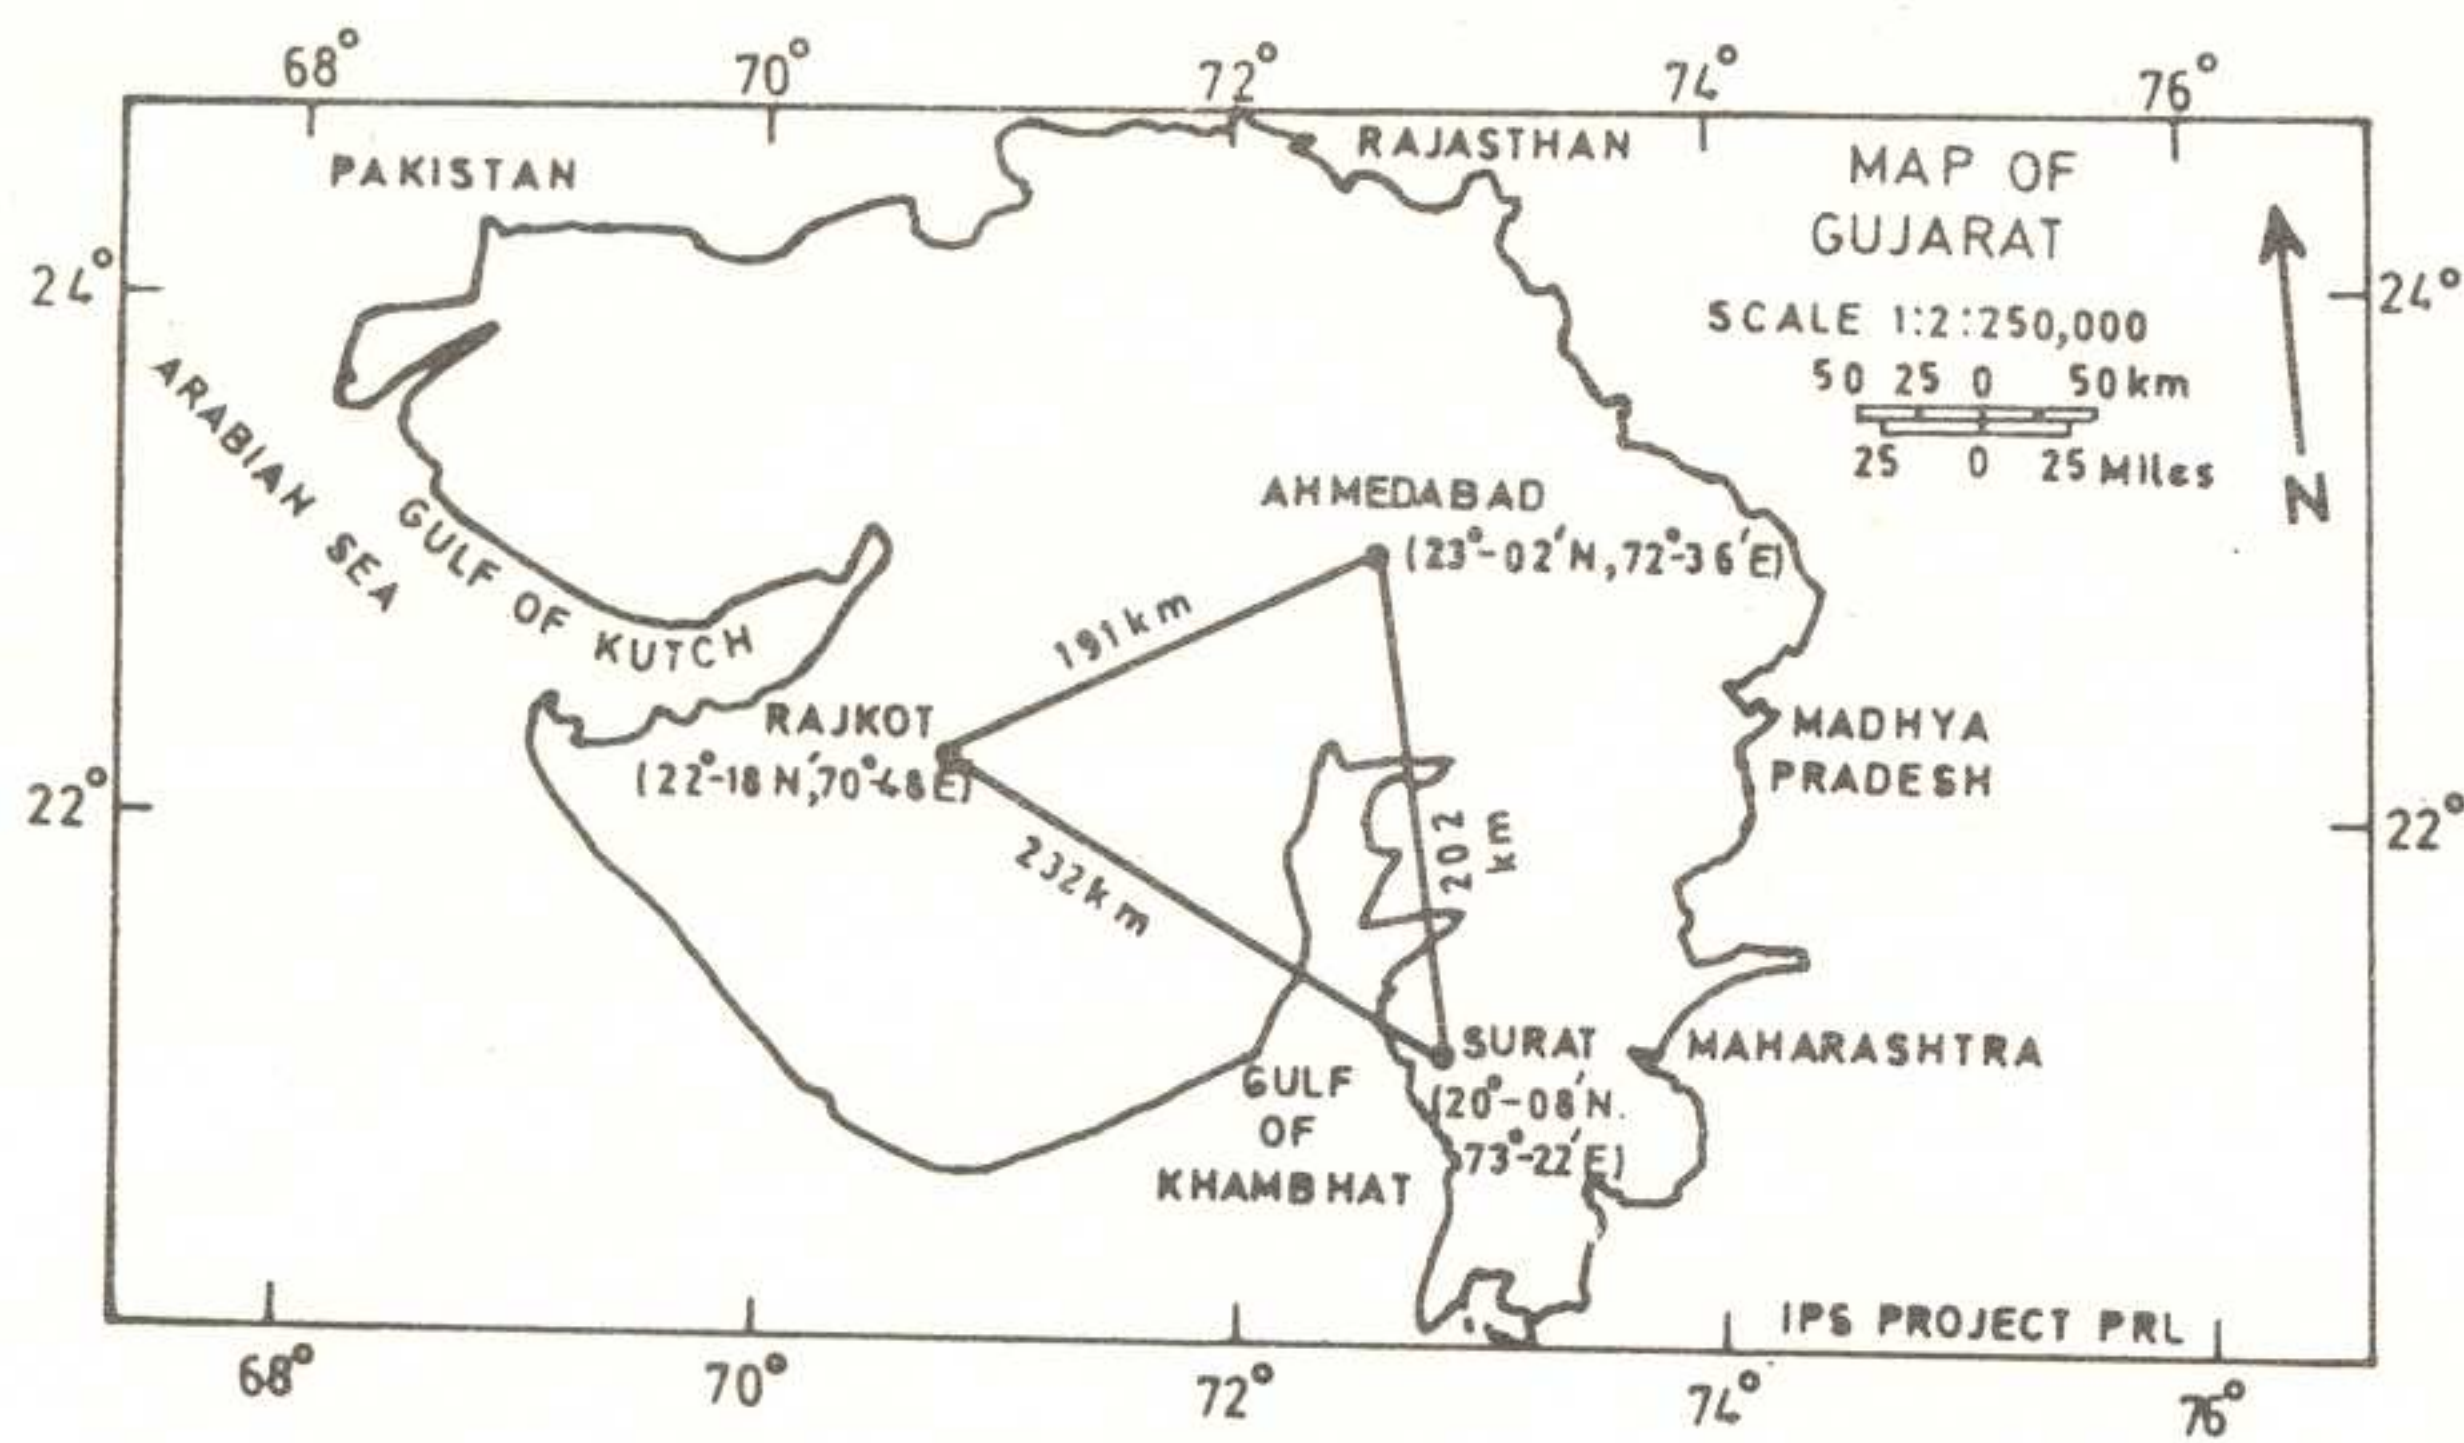 68° 70° 72° 74° 76°
PAKISTAN
RAJASTHAN
MAP OF
GUJARAT
24°
24°
SCALE 1:2:250,000
50 25 0 50km
25 0 25 Miles
N
ARABIAN SEA
GULF OF KUTCH
AHMEDABAD
(23°-02'N, 72°-36'E)
191km
RAJKOT
(22°-18N,'70°-48E)
MADHYA
PRADESH
22°
22°
202
km
232km
SURAT
(20°-08'N.
73°-22'E)
MAHARASHTRA
GULF
OF
KHAMBHAT
IPS PROJECT PRL
68° 70° 72° 74° 76°